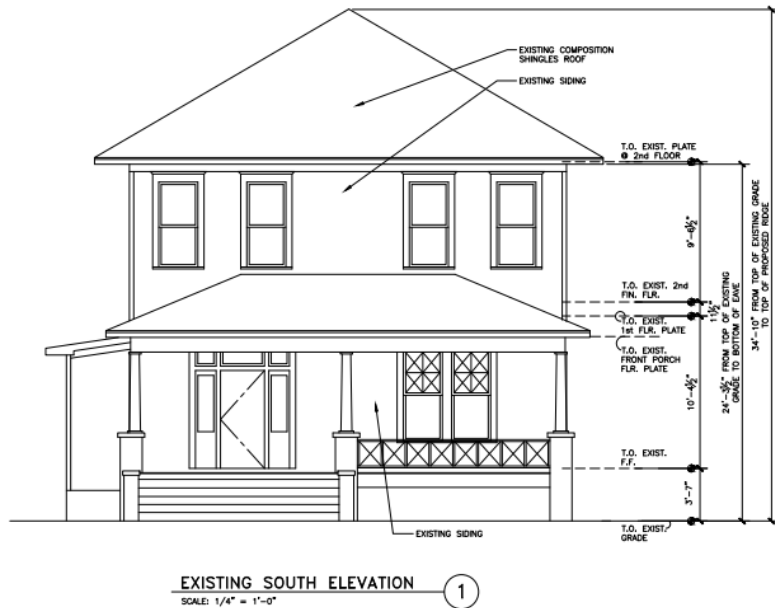 EXISTING COMPOSITION
SHINGLES ROOF
EXISTING SIDING
T.O. EXIST. PLATE
@ 2nd FLOOR
9'-6½"
T.O. EXIST. 2nd
FIN. FLR.
11½"
T.O. EXIST.
1st FLR. PLATE
T.O. EXIST.
FRONT PORCH
FLR. PLATE
10'-4½"
T.O. EXIST.
F.F.
3'-7"
T.O. EXIST.
GRADE
24'-3½" FROM TOP OF EXISTING
GRADE TO BOTTOM OF EAVE
34'-10" FROM TOP OF EXISTING GRADE
TO TOP OF PROPOSED RIDGE
EXISTING SIDING
EXISTING SOUTH ELEVATION
1
SCALE: 1/4" = 1'-0"